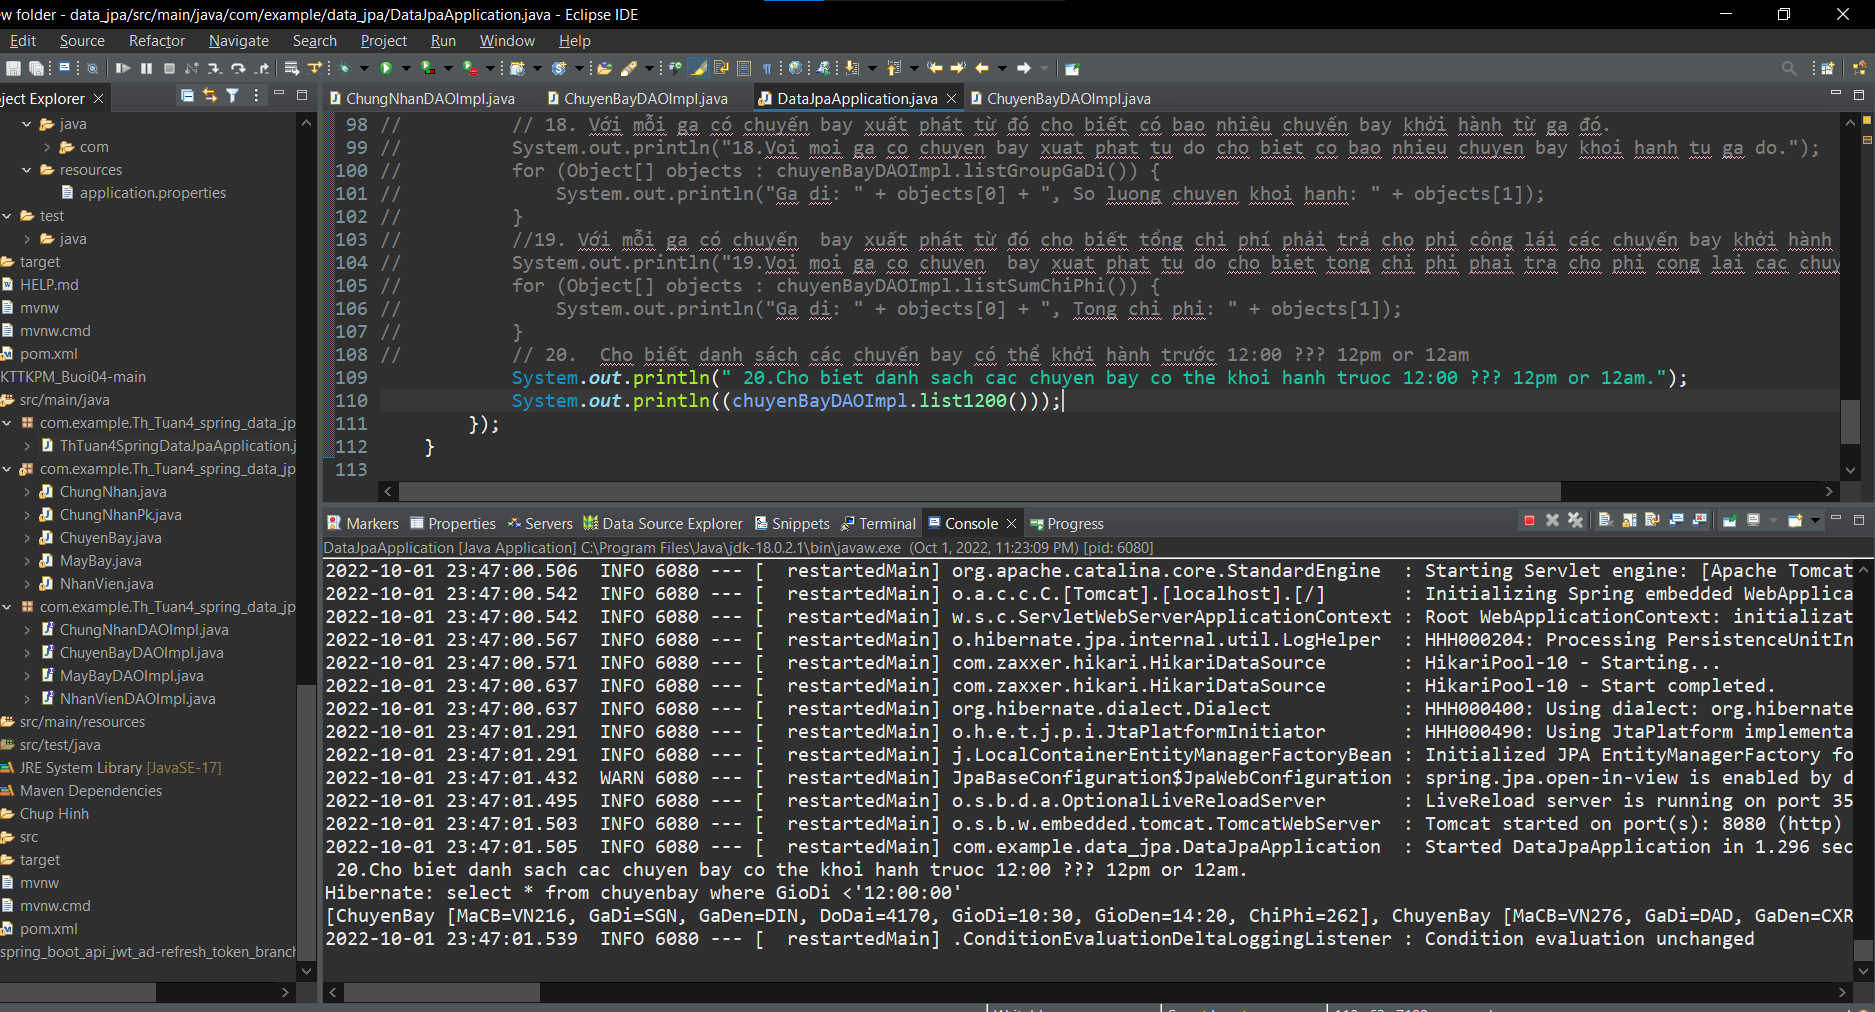 w folder - data_jpa/src/main/java/com/example/data_jpa/DataJpaApplication.java - Eclipse IDE
Edit Source Refactor Navigate Search Project Run Window Help
ject Explorer
ChungNhanDAOImpl.java ChuyenBayDAOImpl.java DataJpaApplication.java ChuyenBayDAOImpl.java
java
com
resources
application.properties
test
java
target
HELP.md
mvnw
mvnw.cmd
pom.xml
KTTKPM_Buoi04-main
src/main/java
com.example.Th_Tuan4_spring_data_jp
ThTuan4SpringDataJpaApplication.j
com.example.Th_Tuan4_spring_data_jp
ChungNhan.java
ChungNhanPk.java
ChuyenBay.java
MayBay.java
NhanVien.java
com.example.Th_Tuan4_spring_data_jp
ChungNhanDAOImpl.java
ChuyenBayDAOImpl.java
MayBayDAOImpl.java
NhanVienDAOImpl.java
src/main/resources
src/test/java
JRE System Library [JavaSE-17]
Maven Dependencies
Chup Hinh
src
target
mvnw
mvnw.cmd
pom.xml
spring_boot_api_jwt_ad-refresh_token_branch
98 // // 18. Với mỗi ga có chuyến bay xuất phát từ đó cho biết có bao nhiêu chuyến bay khởi hành từ ga đó.
99 // System.out.println("18.Voi moi ga co chuyen bay xuat phat tu do cho biet co bao nhieu chuyen bay khoi hanh tu ga do.");
100 // for (Object[] objects : chuyenBayDAOImpl.listGroupGaDi()) {
101 // System.out.println("Ga di: " + objects[0] + ", So luong chuyen khoi hanh: " + objects[1]);
102 // }
103 // //19. Với mỗi ga có chuyến bay xuất phát từ đó cho biết tổng chi phí phải trả cho phi công lái các chuyến bay khởi hành
104 // System.out.println("19.Voi moi ga co chuyen bay xuat phat tu do cho biet tong chi phi phai tra cho phi cong lai cac chuy
105 // for (Object[] objects : chuyenBayDAOImpl.listSumChiPhi()) {
106 // System.out.println("Ga di: " + objects[0] + ", Tong chi phi: " + objects[1]);
107 // }
108 // // 20. Cho biết danh sách các chuyến bay có thể khởi hành trước 12:00 ??? 12pm or 12am
109 System.out.println(" 20.Cho biet danh sach cac chuyen bay co the khoi hanh truoc 12:00 ??? 12pm or 12am.");
110 System.out.println((chuyenBayDAOImpl.list1200()));
111 });
112 }
113
Markers Properties Servers Data Source Explorer Snippets Terminal Console Progress
DataJpaApplication [Java Application] C:\Program Files\Java\jdk-18.0.2.1\bin\javaw.exe (Oct 1, 2022, 11:23:09 PM) [pid: 6080]
2022-10-01 23:47:00.506 INFO 6080 --- [ restartedMain] org.apache.catalina.core.StandardEngine : Starting Servlet engine: [Apache Tomcat
2022-10-01 23:47:00.542 INFO 6080 --- [ restartedMain] o.a.c.c.C.[Tomcat].[localhost].[/] : Initializing Spring embedded WebApplica
2022-10-01 23:47:00.542 INFO 6080 --- [ restartedMain] w.s.c.ServletWebServerApplicationContext : Root WebApplicationContext: initializat
2022-10-01 23:47:00.567 INFO 6080 --- [ restartedMain] o.hibernate.jpa.internal.util.LogHelper : HHH000204: Processing PersistenceUnitIn
2022-10-01 23:47:00.571 INFO 6080 --- [ restartedMain] com.zaxxer.hikari.HikariDataSource : HikariPool-10 - Starting...
2022-10-01 23:47:00.637 INFO 6080 --- [ restartedMain] com.zaxxer.hikari.HikariDataSource : HikariPool-10 - Start completed.
2022-10-01 23:47:00.637 INFO 6080 --- [ restartedMain] org.hibernate.dialect.Dialect : HHH000400: Using dialect: org.hibernate
2022-10-01 23:47:01.291 INFO 6080 --- [ restartedMain] o.h.e.t.j.p.i.JtaPlatformInitiator : HHH000490: Using JtaPlatform implementa
2022-10-01 23:47:01.291 INFO 6080 --- [ restartedMain] j.LocalContainerEntityManagerFactoryBean : Initialized JPA EntityManagerFactory fo
2022-10-01 23:47:01.432 WARN 6080 --- [ restartedMain] JpaBaseConfiguration$JpaWebConfiguration : spring.jpa.open-in-view is enabled by d
2022-10-01 23:47:01.495 INFO 6080 --- [ restartedMain] o.s.b.d.a.OptionalLiveReloadServer : LiveReload server is running on port 35
2022-10-01 23:47:01.503 INFO 6080 --- [ restartedMain] o.s.b.w.embedded.tomcat.TomcatWebServer : Tomcat started on port(s): 8080 (http)
2022-10-01 23:47:01.505 INFO 6080 --- [ restartedMain] com.example.data_jpa.DataJpaApplication : Started DataJpaApplication in 1.296 sec
20.Cho biet danh sach cac chuyen bay co the khoi hanh truoc 12:00 ??? 12pm or 12am.
Hibernate: select * from chuyenbay where GioDi <'12:00:00'
[ChuyenBay [MaCB=VN216, GaDi=SGN, GaDen=DIN, DoDai=4170, GioDi=10:30, GioDen=14:20, ChiPhi=262], ChuyenBay [MaCB=VN276, GaDi=DAD, GaDen=CXR
2022-10-01 23:47:01.539 INFO 6080 --- [ restartedMain] .ConditionEvaluationDeltaLoggingListener : Condition evaluation unchanged